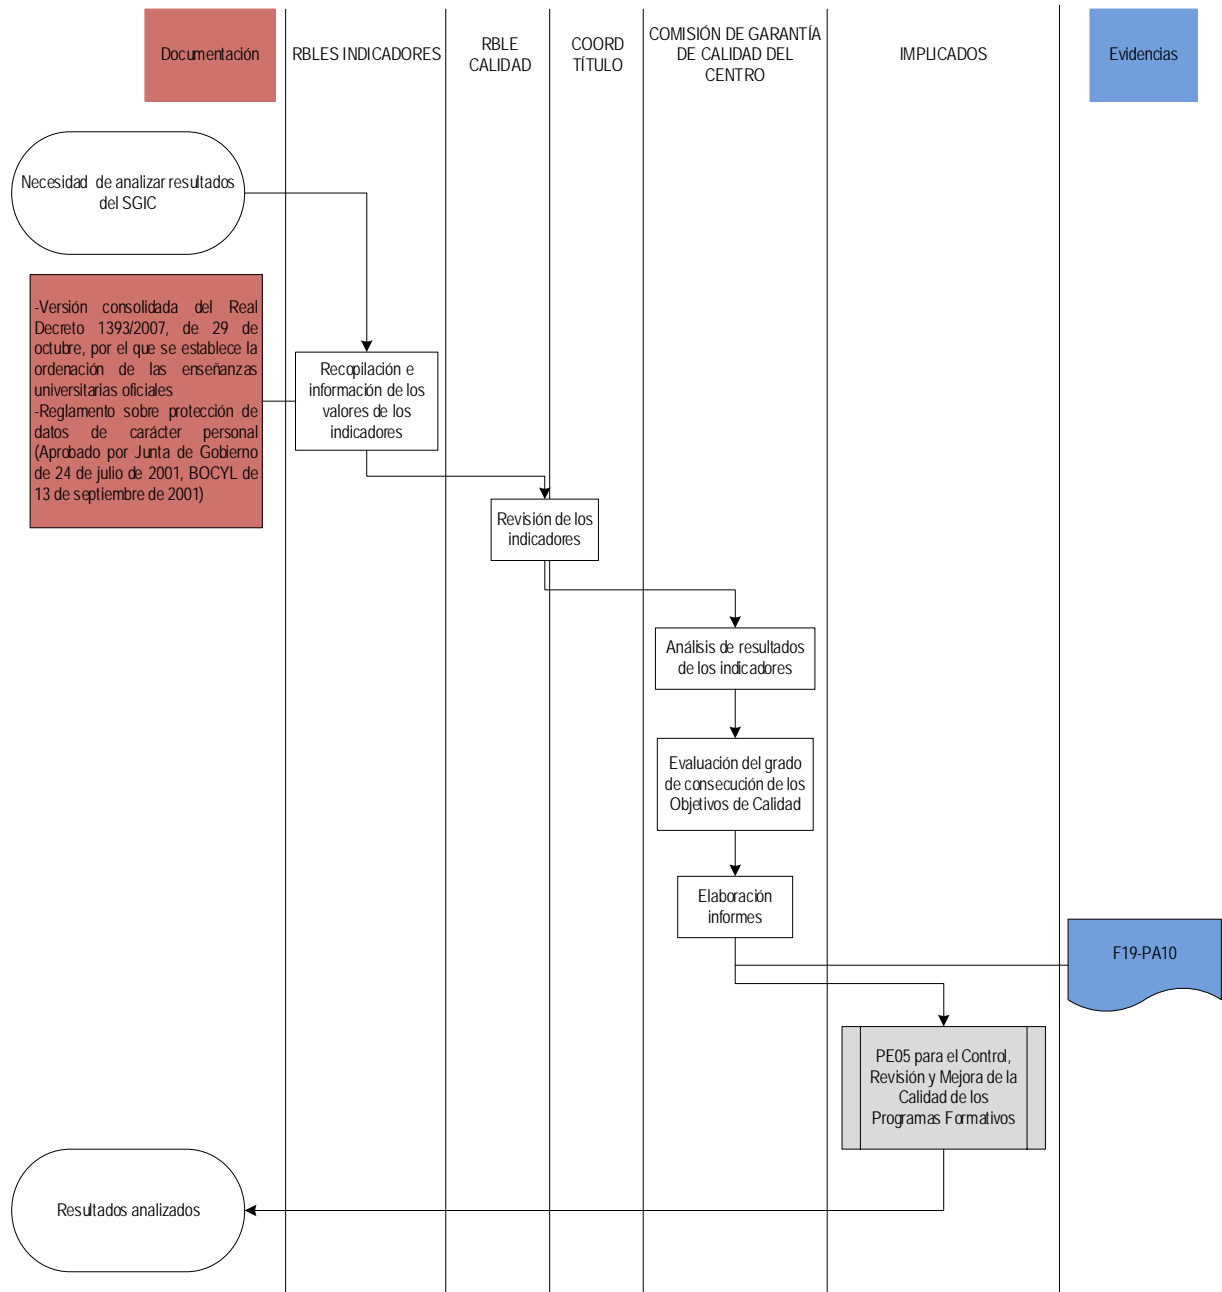 Documentación
RBLES INDICADORES
RBLE
CALIDAD
COORD
TÍTULO
COMISIÓN DE GARANTÍA
DE CALIDAD DEL
CENTRO
IMPLICADOS
Evidencias
Necesidad de analizar resultados
del SGIC
-Versión consolidada del Real
Decreto 1393/2007, de 29 de
octubre, por el que se establece la
ordenación de las enseñanzas
universitarias oficiales
-Reglamento sobre protección de
datos de carácter personal
(Aprobado por Junta de Gobierno
de 24 de julio de 2001, BOCYL de
13 de septiembre de 2001)
Recopilación e
información de los
valores de los
indicadores
Revisión de los
indicadores
Análisis de resultados
de los indicadores
Evaluación del grado
de consecución de los
Objetivos de Calidad
Elaboración
informes
F19-PA10
PE05 para el Control,
Revisión y Mejora de la
Calidad de los
Programas Formativos
Resultados analizados